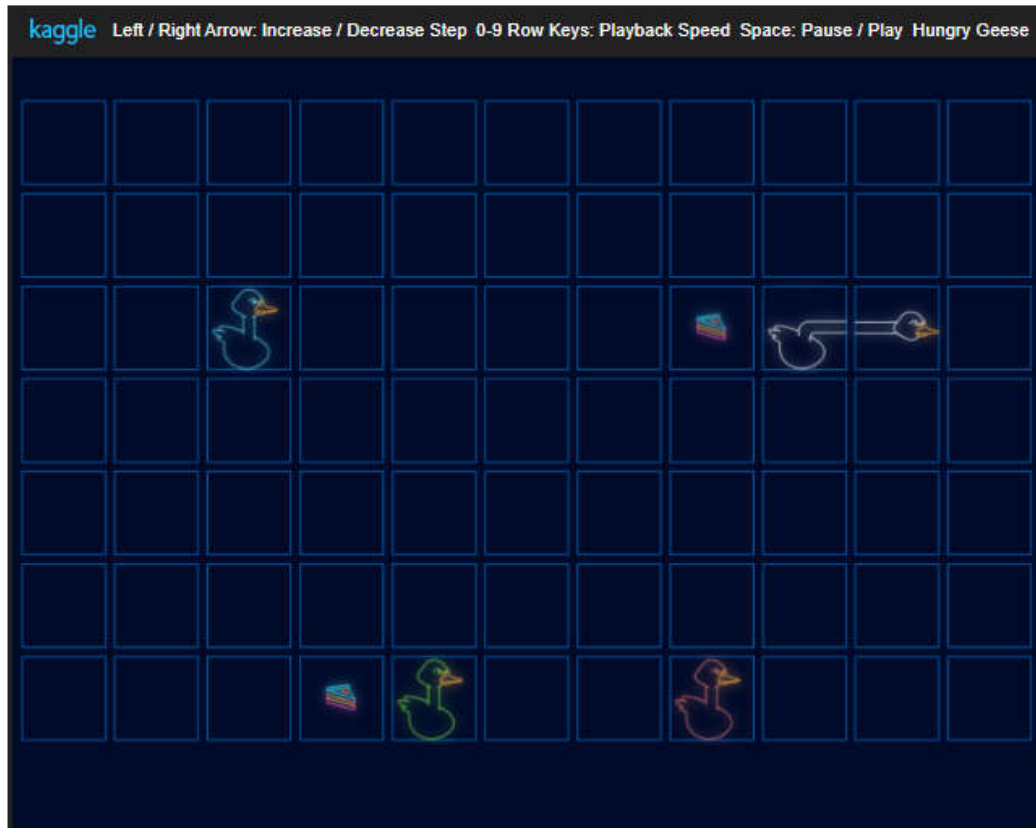 kaggle Left / Right Arrow: Increase / Decrease Step 0-9 Row Keys: Playback Speed Space: Pause / Play Hungry Geese